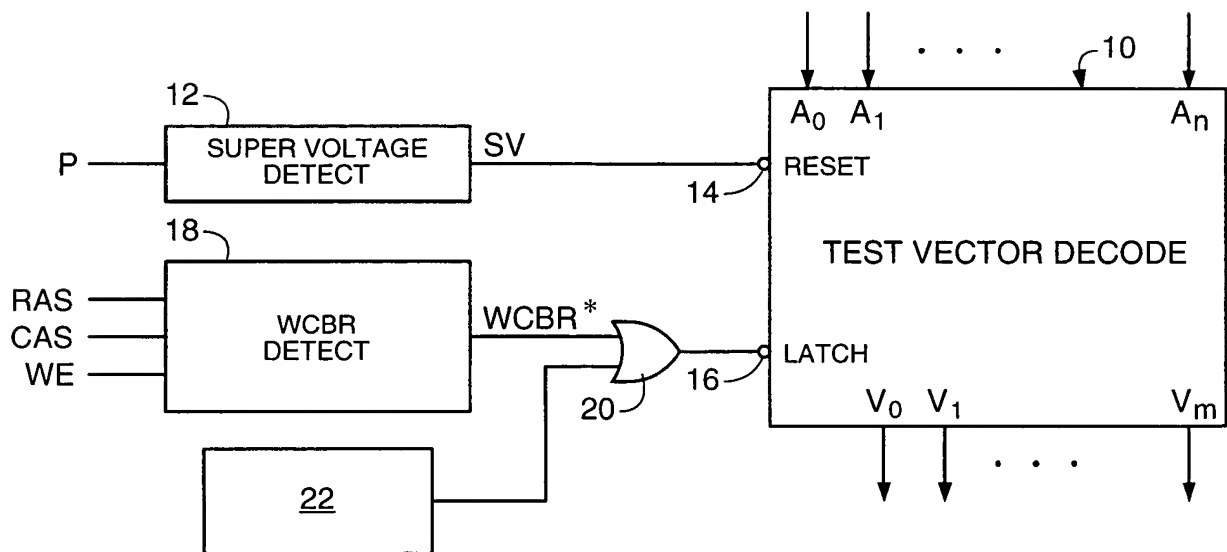 10
A0 A1 . . . An
12
P
SUPER VOLTAGE
DETECT
SV
14
RESET
TEST VECTOR DECODE
18
RAS
CAS
WE
WCBR
DETECT
WCBR*
20
16
LATCH
V0 V1 . . . Vm
22